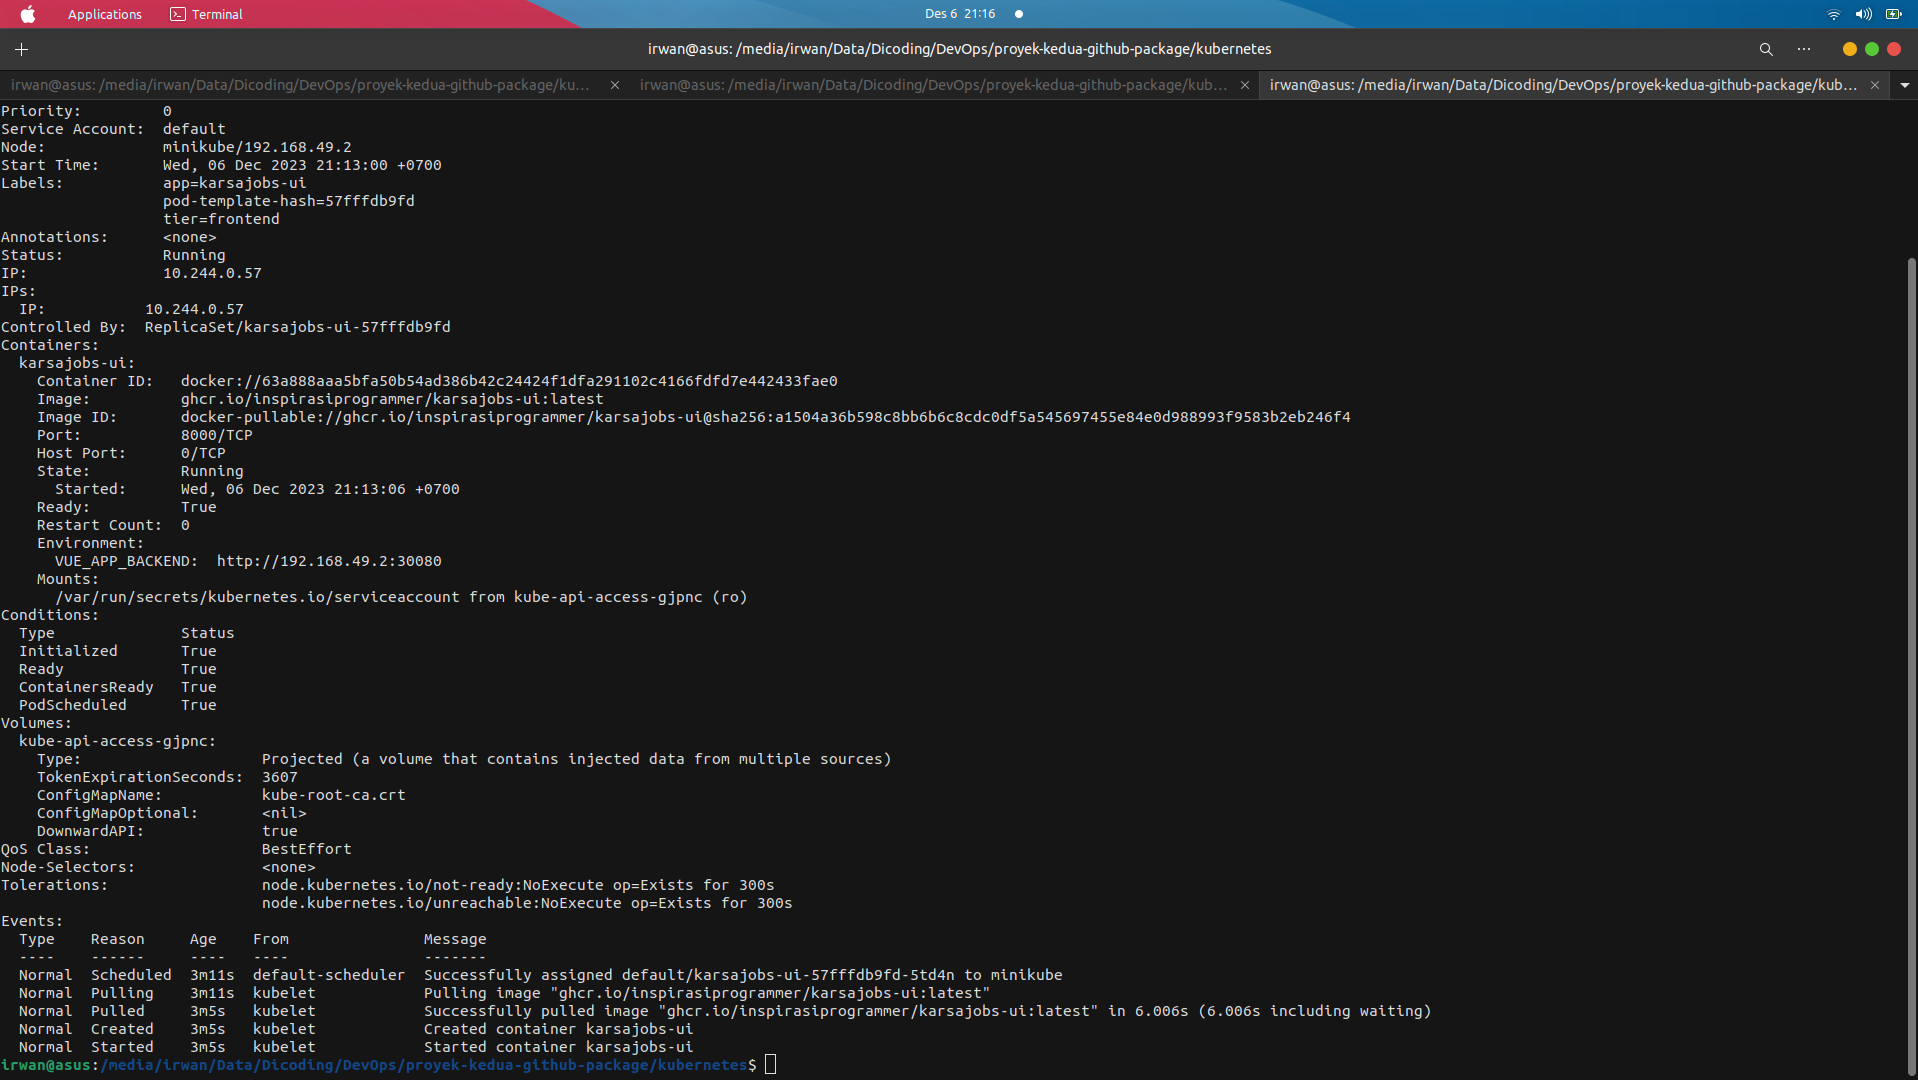 Applications Terminal Des 6 21:16
irwan@asus: /media/irwan/Data/Dicoding/DevOps/proyek-kedua-github-package/kubernetes
irwan@asus: /media/irwan/Data/Dicoding/DevOps/proyek-kedua-github-package/ku... irwan@asus: /media/irwan/Data/Dicoding/DevOps/proyek-kedua-github-package/kub... irwan@asus: /media/irwan/Data/Dicoding/DevOps/proyek-kedua-github-package/kub...
Priority:         0
Service Account:  default
Node:             minikube/192.168.49.2
Start Time:       Wed, 06 Dec 2023 21:13:00 +0700
Labels:           app=karsajobs-ui
                  pod-template-hash=57fffdb9fd
                  tier=frontend
Annotations:      <none>
Status:           Running
IP:               10.244.0.57
IPs:
  IP:           10.244.0.57
Controlled By:  ReplicaSet/karsajobs-ui-57fffdb9fd
Containers:
  karsajobs-ui:
    Container ID:   docker://63a888aaa5bfa50b54ad386b42c24424f1dfa291102c4166fdfd7e442433fae0
    Image:          ghcr.io/inspirasiprogrammer/karsajobs-ui:latest
    Image ID:       docker-pullable://ghcr.io/inspirasiprogrammer/karsajobs-ui@sha256:a1504a36b598c8bb6b6c8cdc0df5a545697455e84e0d988993f9583b2eb246f4
    Port:           8000/TCP
    Host Port:      0/TCP
    State:          Running
      Started:      Wed, 06 Dec 2023 21:13:06 +0700
    Ready:          True
    Restart Count:  0
    Environment:
      VUE_APP_BACKEND:  http://192.168.49.2:30080
    Mounts:
      /var/run/secrets/kubernetes.io/serviceaccount from kube-api-access-gjpnc (ro)
Conditions:
  Type              Status
  Initialized       True
  Ready             True
  ContainersReady   True
  PodScheduled      True
Volumes:
  kube-api-access-gjpnc:
    Type:                    Projected (a volume that contains injected data from multiple sources)
    TokenExpirationSeconds:  3607
    ConfigMapName:           kube-root-ca.crt
    ConfigMapOptional:       <nil>
    DownwardAPI:             true
QoS Class:                   BestEffort
Node-Selectors:              <none>
Tolerations:                 node.kubernetes.io/not-ready:NoExecute op=Exists for 300s
                             node.kubernetes.io/unreachable:NoExecute op=Exists for 300s
Events:
  Type    Reason     Age    From               Message
  ----    ------     ----   ----               -------
  Normal  Scheduled  3m11s  default-scheduler  Successfully assigned default/karsajobs-ui-57fffdb9fd-5td4n to minikube
  Normal  Pulling    3m11s  kubelet            Pulling image "ghcr.io/inspirasiprogrammer/karsajobs-ui:latest"
  Normal  Pulled     3m5s   kubelet            Successfully pulled image "ghcr.io/inspirasiprogrammer/karsajobs-ui:latest" in 6.006s (6.006s including waiting)
  Normal  Created    3m5s   kubelet            Created container karsajobs-ui
  Normal  Started    3m5s   kubelet            Started container karsajobs-ui
irwan@asus:/media/irwan/Data/Dicoding/DevOps/proyek-kedua-github-package/kubernetes$